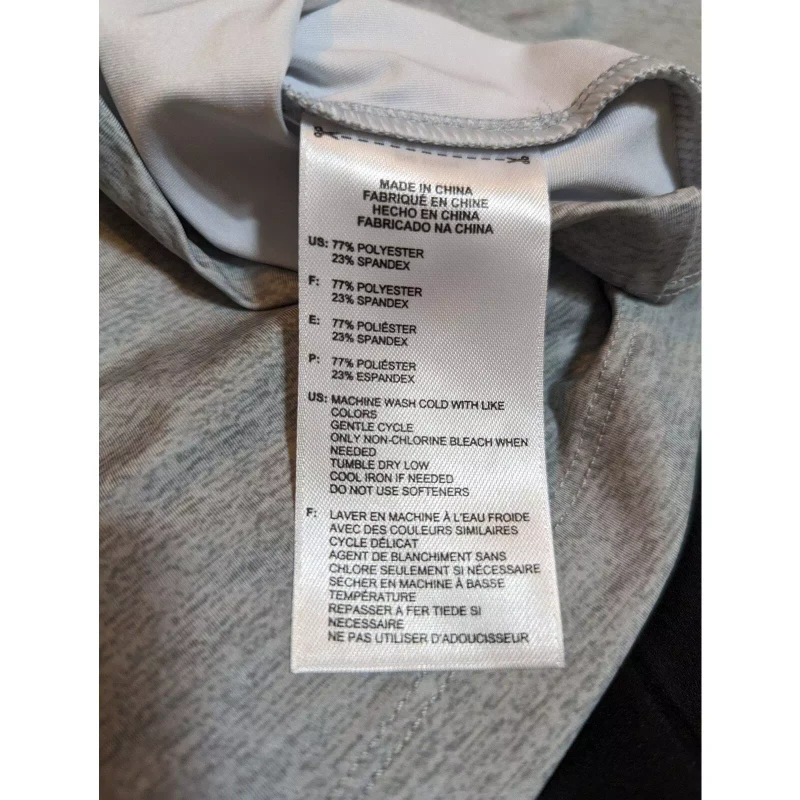 MADE IN CHINA
FABRIQUÉ EN CHINE
HECHO EN CHINA
FABRICADO NA CHINA
US: 77% POLYESTER
23% SPANDEX
F: 77% POLYESTER
23% SPANDEX
E: 77% POLIÉSTER
23% SPANDEX
P: 77% POLIÉSTER
23% ESPANDEX
US: MACHINE WASH COLD WITH LIKE
COLORS
GENTLE CYCLE
ONLY NON-CHLORINE BLEACH WHEN
NEEDED
TUMBLE DRY LOW
COOL IRON IF NEEDED
DO NOT USE SOFTENERS
F: LAVER EN MACHINE À L'EAU FROIDE
AVEC DES COULEURS SIMILAIRES
CYCLE DÉLICAT
AGENT DE BLANCHIMENT SANS
CHLORE SEULEMENT SI NÉCESSAIRE
SÉCHER EN MACHINE À BASSE
TEMPÉRATURE
REPASSER A FER TIEDE SI
NECESSAIRE
NE PAS UTILISER D'ADOUCISSEUR